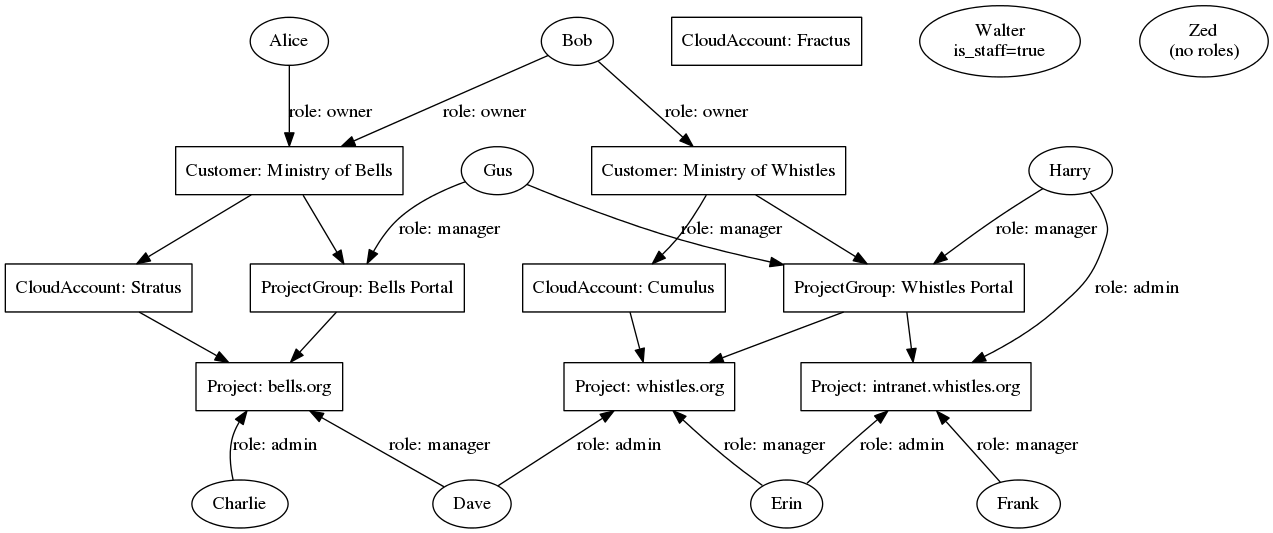 Alice
Bob
CloudAccount: Fractus
Walter
is_staff=true
Zed
(no roles)
role: owner
role: owner
role: owner
Customer: Ministry of Bells
Gus
Customer: Ministry of Whistles
Harry
role: manager
role: manager
role: manager
CloudAccount: Stratus
ProjectGroup: Bells Portal
CloudAccount: Cumulus
ProjectGroup: Whistles Portal
role: admin
Project: bells.org
Project: whistles.org
Project: intranet.whistles.org
role: admin
role: manager
role: admin
role: manager
role: admin
role: manager
Charlie
Dave
Erin
Frank